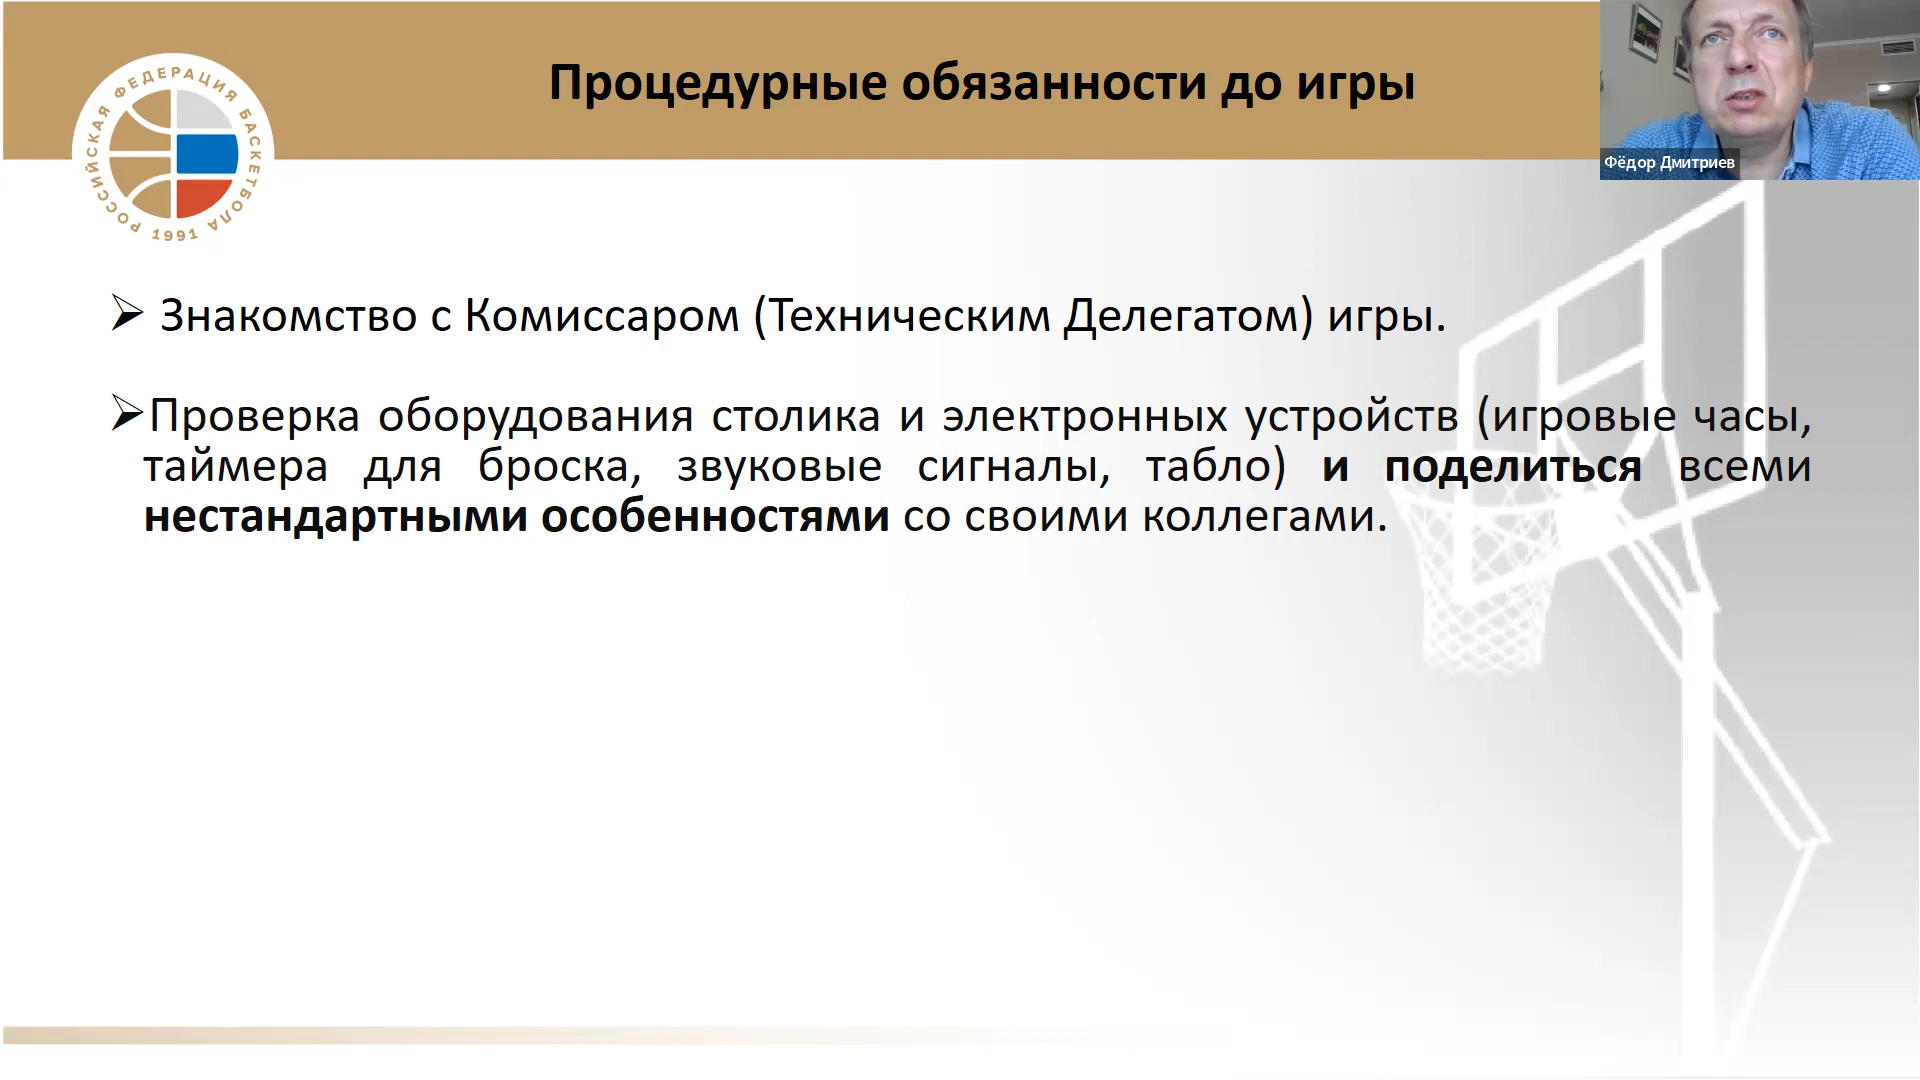 Процедурные обязанности до игры
Фёдор Дмитриев
РОССИЙСКАЯ ФЕДЕРАЦИЯ БАСКЕТБОЛА
1991
Знакомство с Комиссаром (Техническим Делегатом) игры.
Проверка оборудования столика и электронных устройств (игровые часы,
таймера для броска, звуковые сигналы, табло) и поделиться всеми
нестандартными особенностями со своими коллегами.